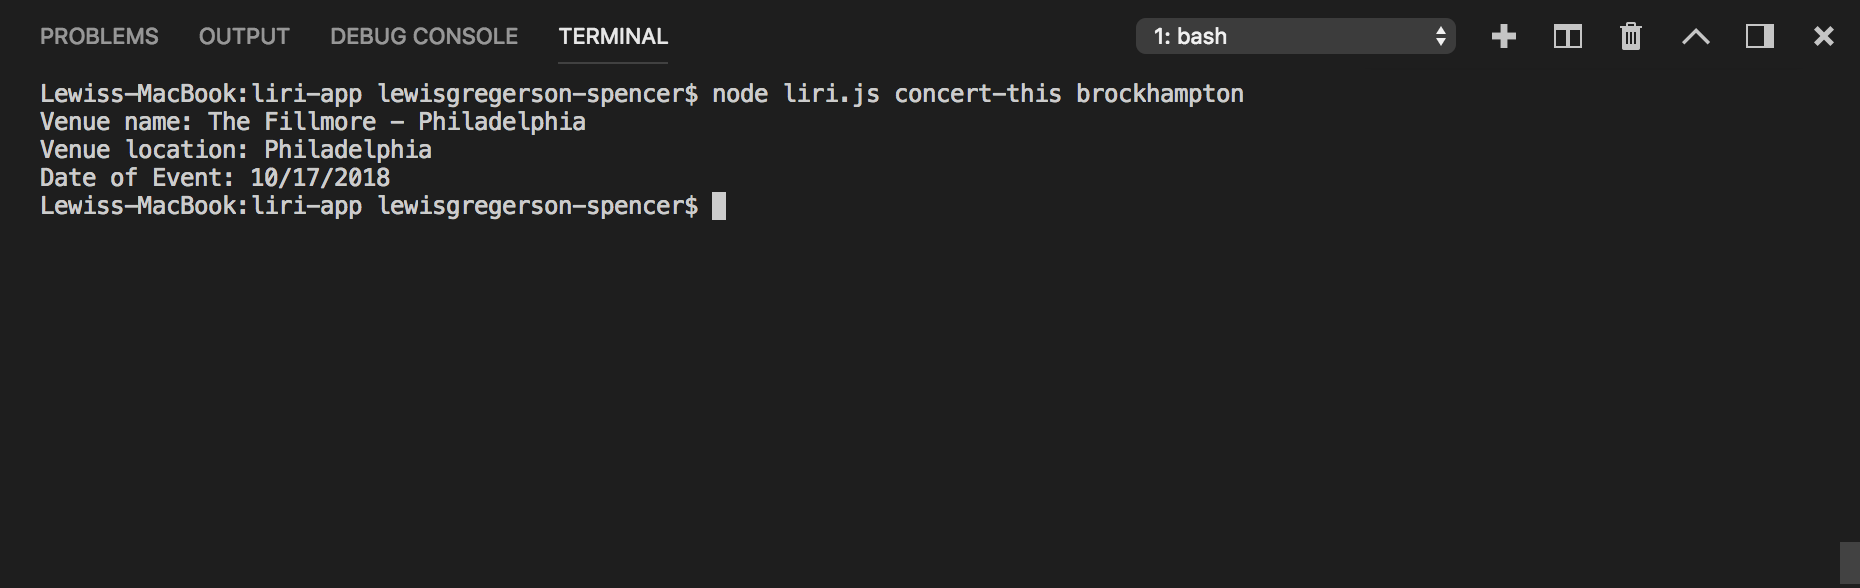 PROBLEMS OUTPUT DEBUG CONSOLE TERMINAL 1: bash
Lewiss-MacBook:liri-app lewisgregerson-spencer$ node liri.js concert-this brockhampton
Venue name: The Fillmore - Philadelphia
Venue location: Philadelphia
Date of Event: 10/17/2018
Lewiss-MacBook:liri-app lewisgregerson-spencer$